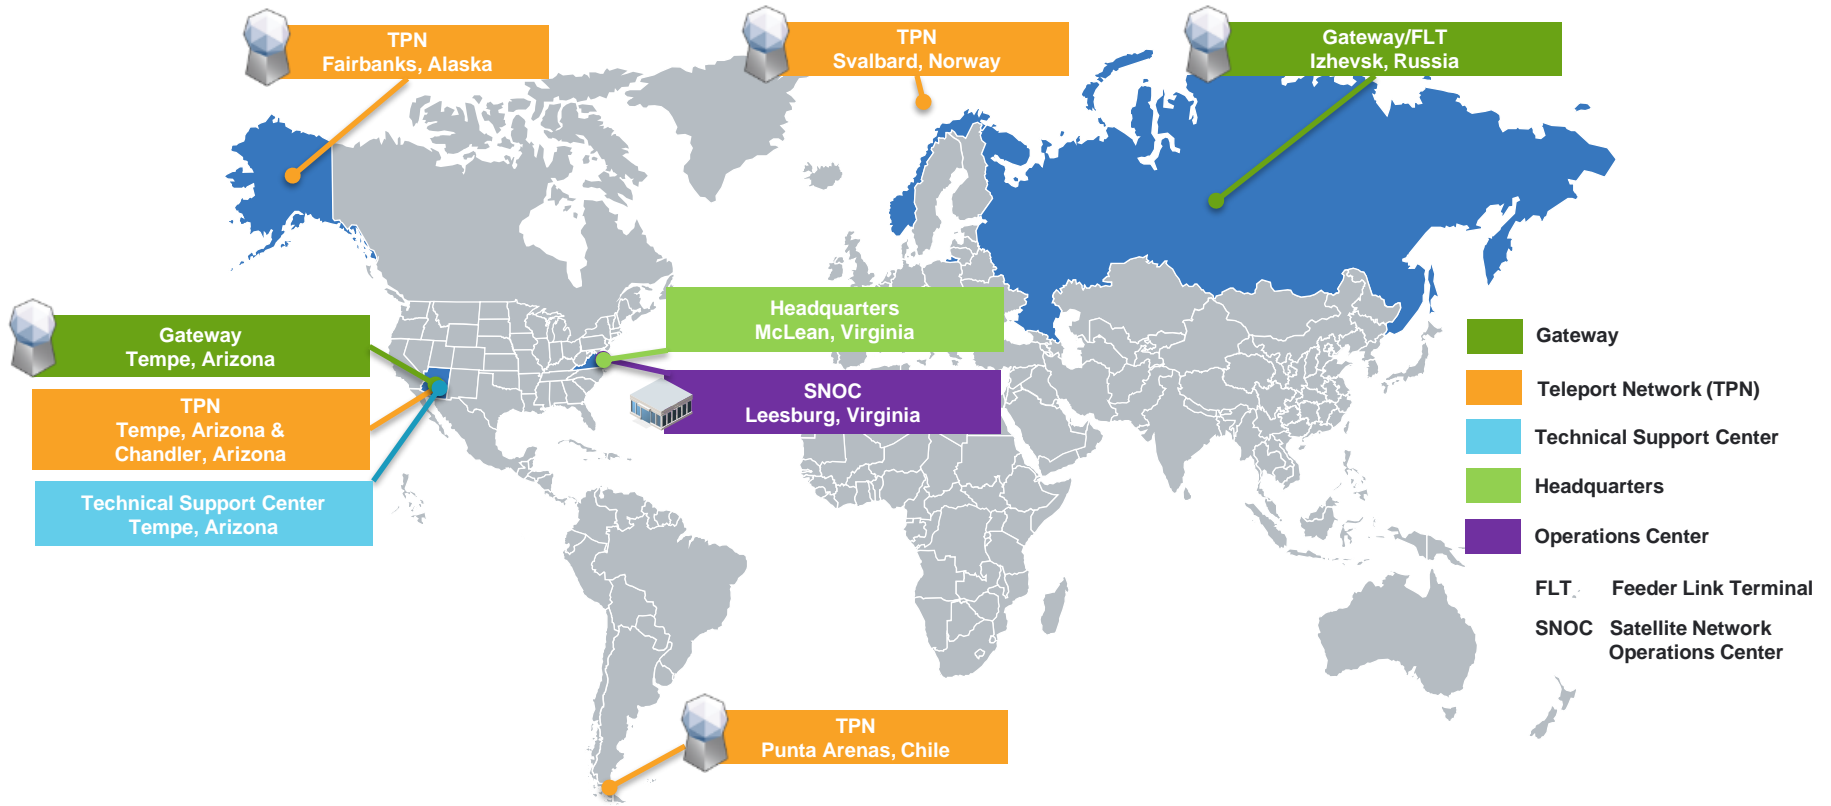 TPN
Fairbanks, Alaska
TPN
Svalbard, Norway
Gateway/FLT
Izhevsk, Russia
Gateway
Tempe, Arizona
TPN
Tempe, Arizona &
Chandler, Arizona
Technical Support Center
Tempe, Arizona
Headquarters
McLean, Virginia
SNOC
Leesburg, Virginia
TPN
Punta Arenas, Chile
Gateway
Teleport Network (TPN)
Technical Support Center
Headquarters
Operations Center
FLT Feeder Link Terminal
SNOC Satellite Network
Operations Center